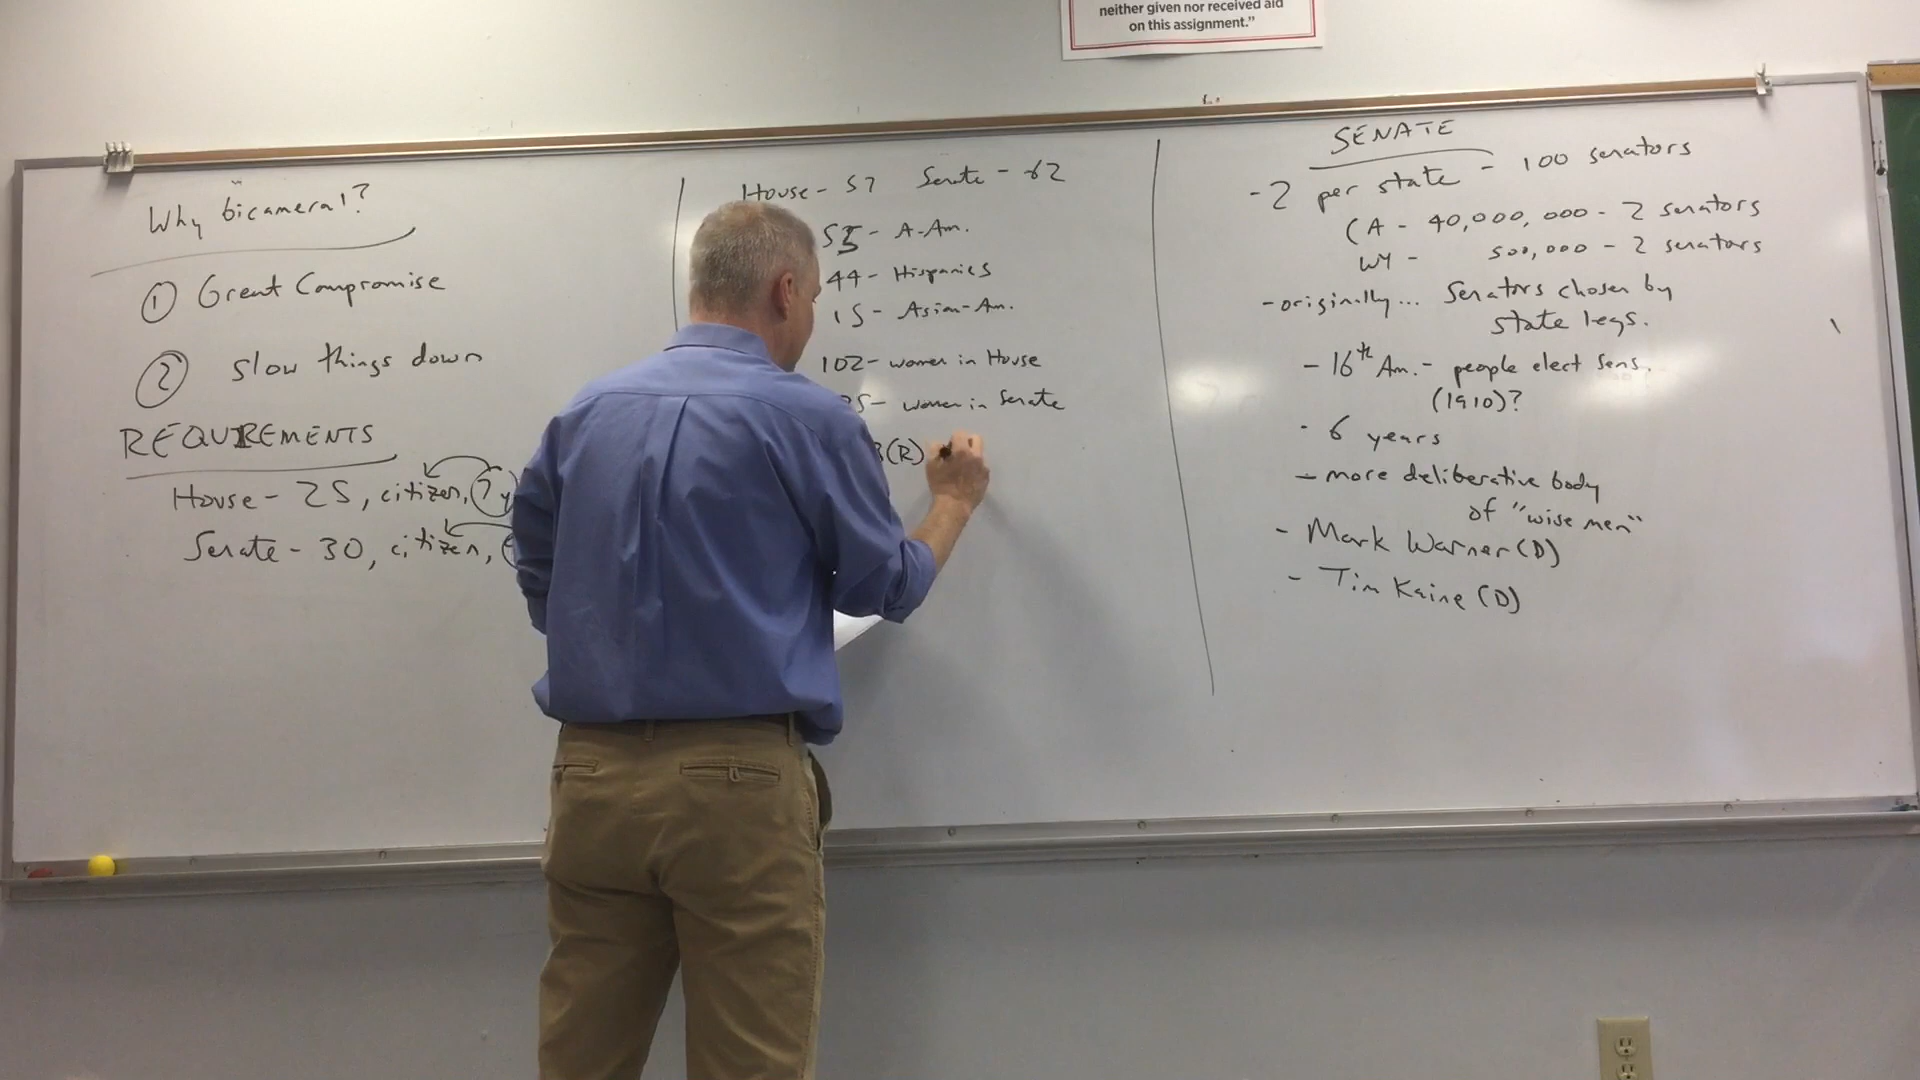 neither given nor received aid
on this assignment."
Why bicameral?
① Great Compromise
② slow things down
REQUIREMENTS
House - 25, citizen, 7 y
Senate - 30, citizen,
House - 57 Senate - 62
55 - A-Am.
44 - Hispanics
15 - Asian-Am.
102 - women in House
25 - women in Senate
(R)
SENATE
- 2 per state - 100 senators
CA - 40,000,000 - 2 senators
WY - 500,000 - 2 senators
- originally... Senators chosen by
state legs.
- 16th Am. - people elect sens.
(1910)?
- 6 years
- more deliberative body
of "wise men"
- Mark Warner (D)
- Tim Kaine (D)